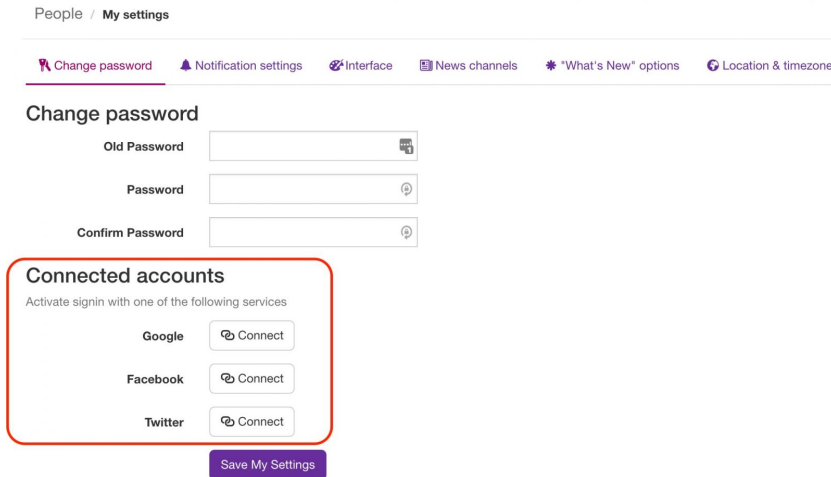 People / My settings
Change password Notification settings Interface News channels "What's New" options Location & timezone
Change password
Old Password
Password
Confirm Password
Connected accounts
Activate signin with one of the following services
Google Connect
Facebook Connect
Twitter Connect
Save My Settings